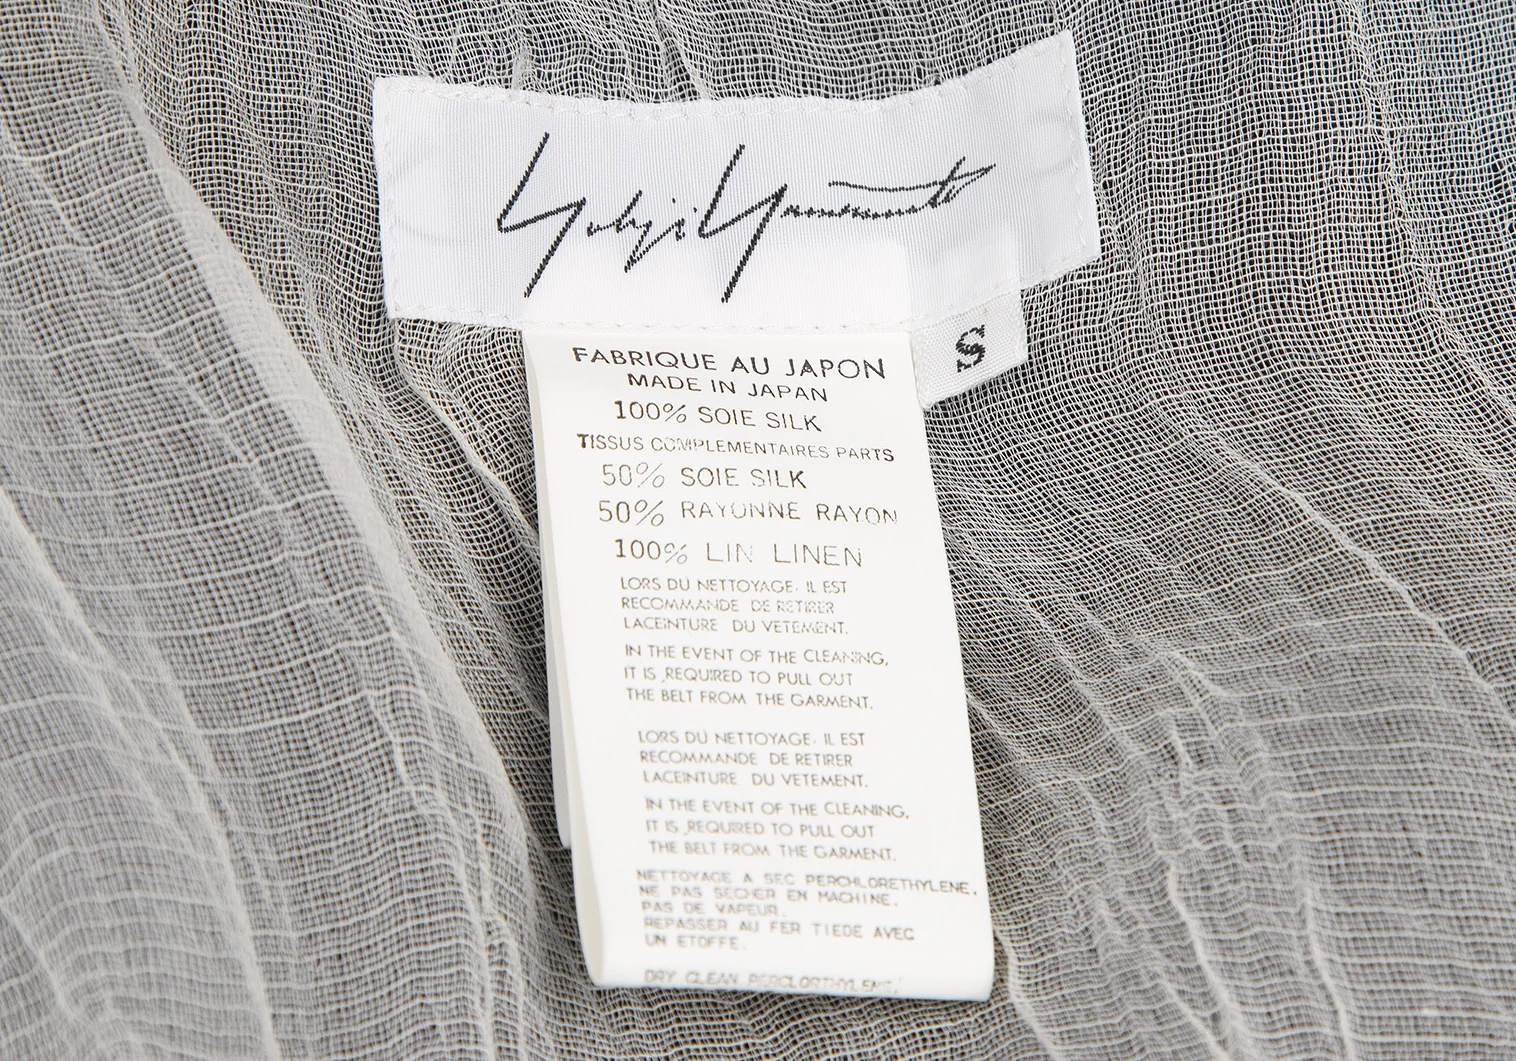 Yohji Yamamoto
S
FABRIQUE AU JAPON
MADE IN JAPAN
100% SOIE SILK
TISSUS COMPLEMENTAIRES PARTS
50% SOIE SILK
50% RAYONNE RAYON
100% LIN LINEN
LORS DU NETTOYAGE, IL EST
RECOMMANDE DE RETIRER
LACEINTURE DU VETEMENT.
IN THE EVENT OF THE CLEANING,
IT IS ,REQUIRED TO PULL OUT
THE BELT FROM THE GARMENT.
LORS DU NETTOYAGE, IL EST
RECOMMANDE DE RETIRER
LACEINTURE DU VETEMENT.
IN THE EVENT OF THE CLEANING,
IT IS ,REQUIRED TO PULL OUT
THE BELT FROM THE GARMENT.
NETTOYAGE A SEC PERCHLORETHYLENE.
NE PAS SECHER EN MACHINE.
PAS DE VAPEUR.
REPASSER AU FER TIEDE AVEC
UN ETOFFE.
DRY CLEAN